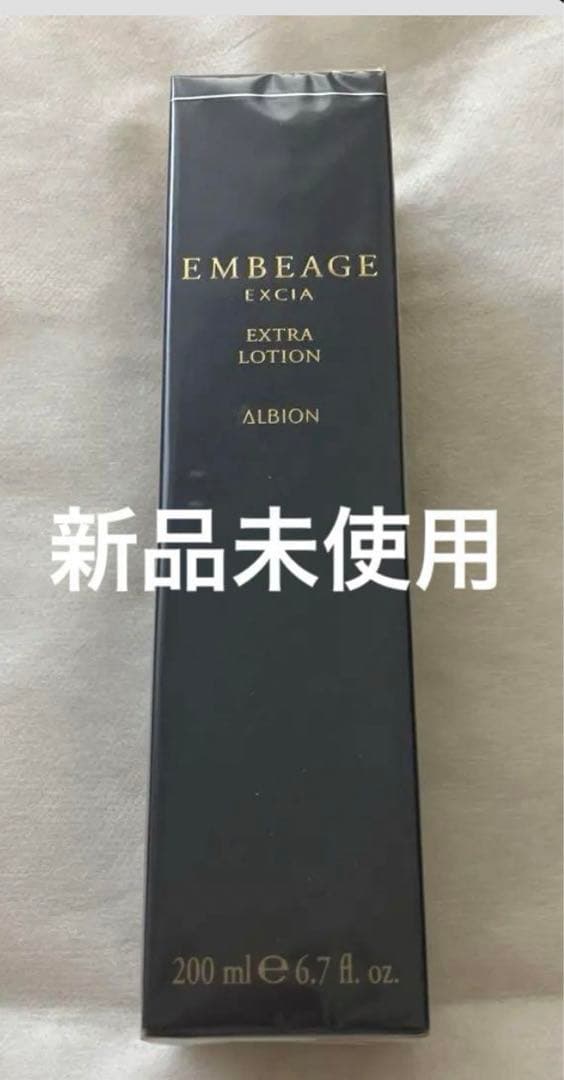 EMBEAGE
EXCIA
EXTRA
LOTION
ALBION
新品未使用
200 ml e 6.7 fl. oz.